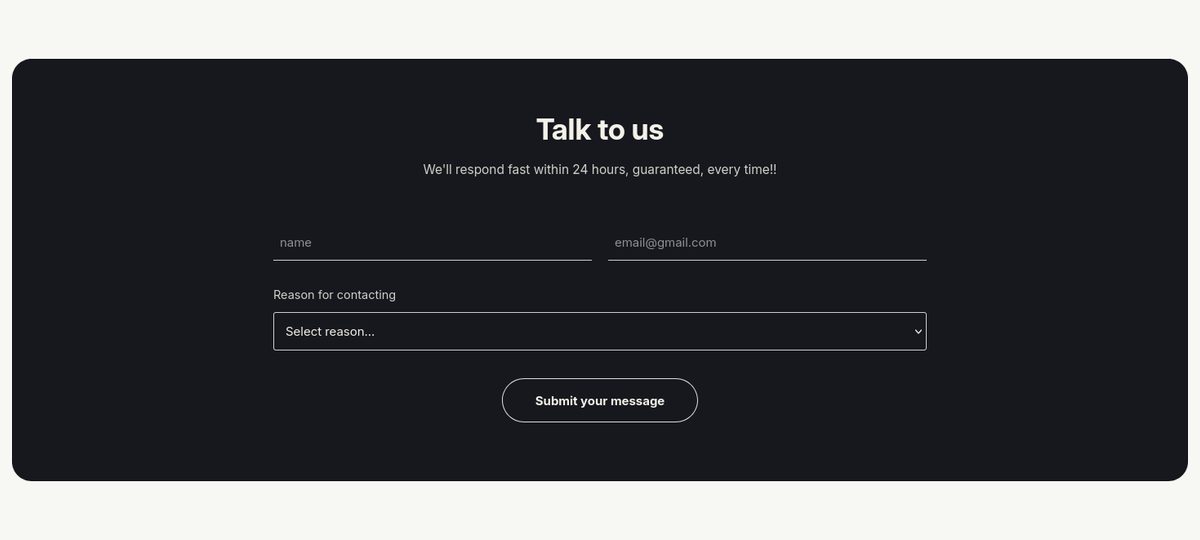 Talk to us
We'll respond fast within 24 hours, guaranteed, every time!!
name
email@gmail.com
Reason for contacting
Select reason...
Submit your message